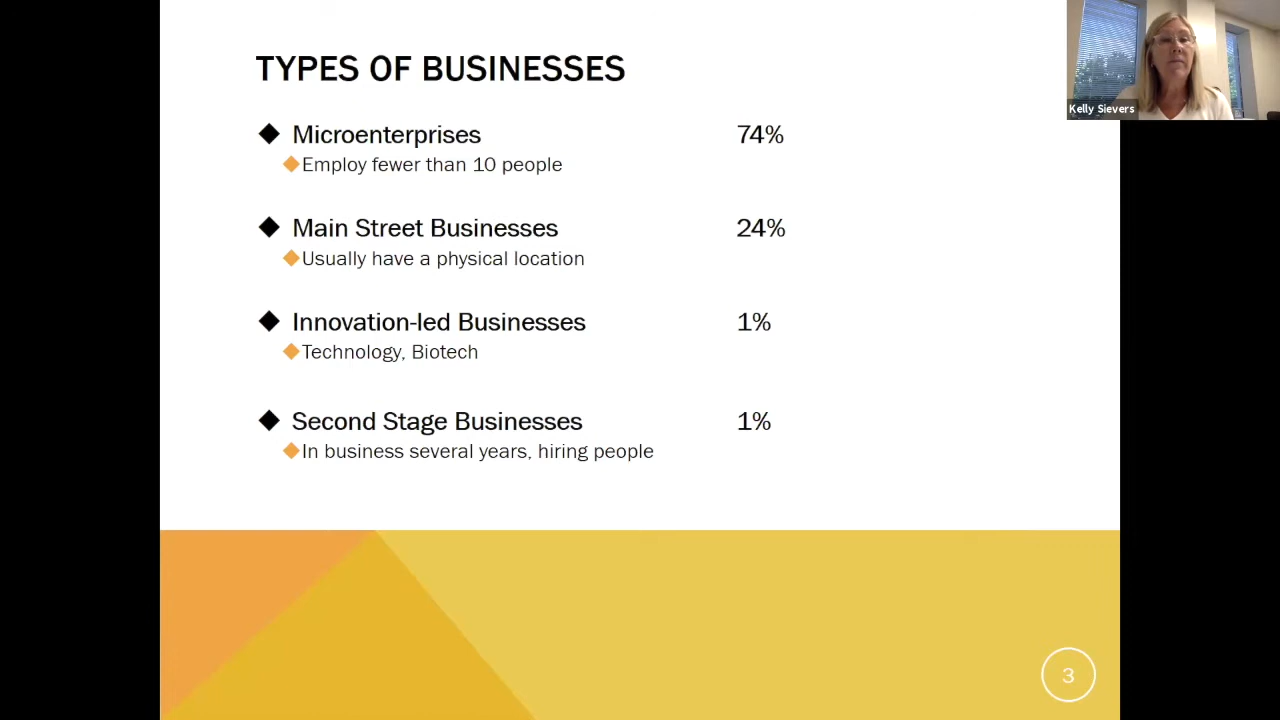 TYPES OF BUSINESSES
Kelly Sievers
Microenterprises 74%
Employ fewer than 10 people
Main Street Businesses 24%
Usually have a physical location
Innovation-led Businesses 1%
Technology, Biotech
Second Stage Businesses 1%
In business several years, hiring people
3